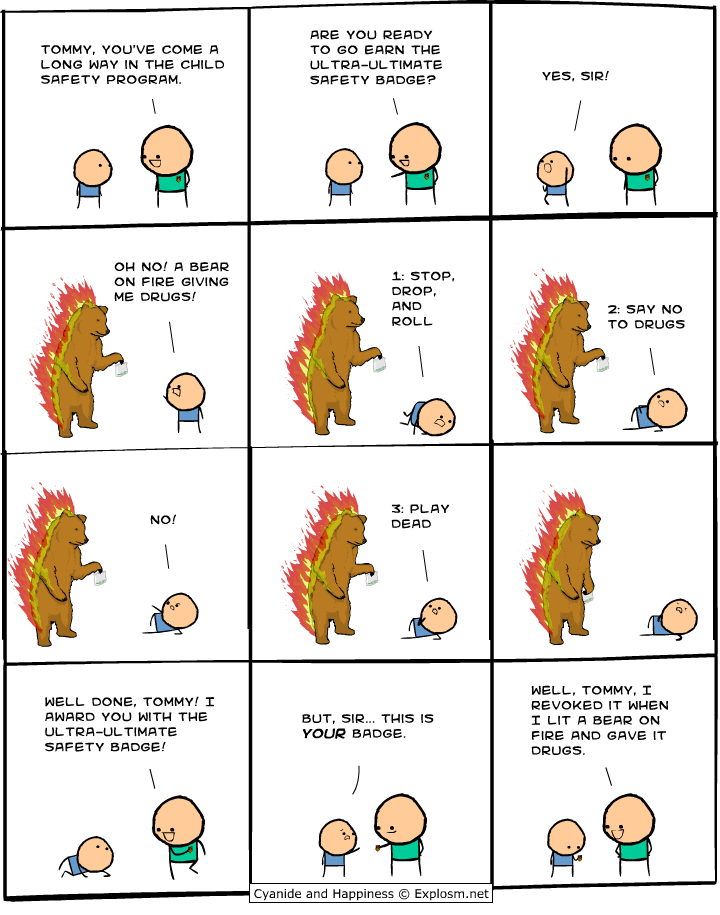 TOMMY, YOU'VE COME A
LONG WAY IN THE CHILD
SAFETY PROGRAM.
ARE YOU READY
TO GO EARN THE
ULTRA-ULTIMATE
SAFETY BADGE?
YES, SIR!
OH NO! A BEAR
ON FIRE GIVING
ME DRUGS!
1: STOP,
DROP,
AND
ROLL
2: SAY NO
TO DRUGS
NO!
3: PLAY
DEAD
WELL DONE, TOMMY! I
AWARD YOU WITH THE
ULTRA-ULTIMATE
SAFETY BADGE!
BUT, SIR... THIS IS
YOUR BADGE.
WELL, TOMMY, I
REVOKED IT WHEN
I LIT A BEAR ON
FIRE AND GAVE IT
DRUGS.
Cyanide and Happiness © Explosm.net